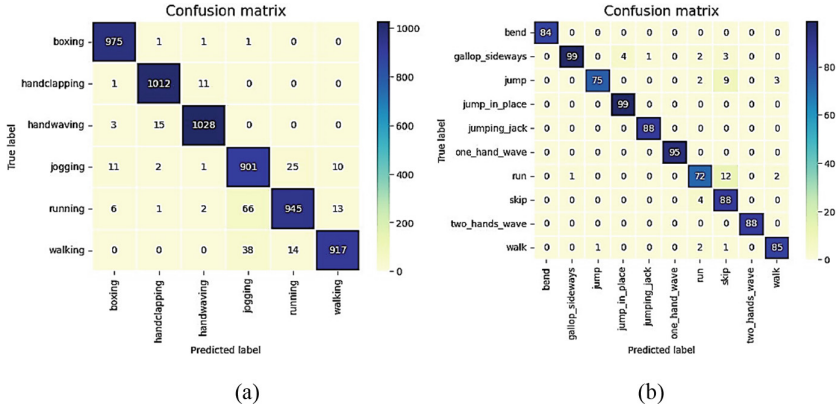 Confusion matrix
boxing 975 1 1 1 0 0
handclapping 1 1012 11 0 0 0
handwaving 3 15 1028 0 0 0
jogging 11 2 1 901 25 10
running 6 1 2 66 945 13
walking 0 0 0 38 14 917
boxing handclapping handwaving jogging running walking
True label
Predicted label
1000
800
600
400
200
0
(a)
Confusion matrix
bend 84 0 0 0 0 0 0 0 0 0
gallop_sideways 0 99 0 4 1 0 2 3 0 0
jump 0 0 75 0 0 0 2 9 0 3
jump_in_place 0 0 0 99 0 0 0 0 0 0
jumping_jack 0 0 0 0 88 0 0 0 0 0
one_hand_wave 0 0 0 0 0 95 0 0 0 0
run 0 1 0 0 0 0 72 12 0 2
skip 0 0 0 0 0 0 4 88 0 0
two_hands_wave 0 0 0 0 0 0 0 0 88 0
walk 0 0 1 0 0 0 2 1 0 85
bend gallop_sideways jump jump_in_place jumping_jack one_hand_wave run skip two_hands_wave walk
True label
Predicted label
80
60
40
20
0
(b)